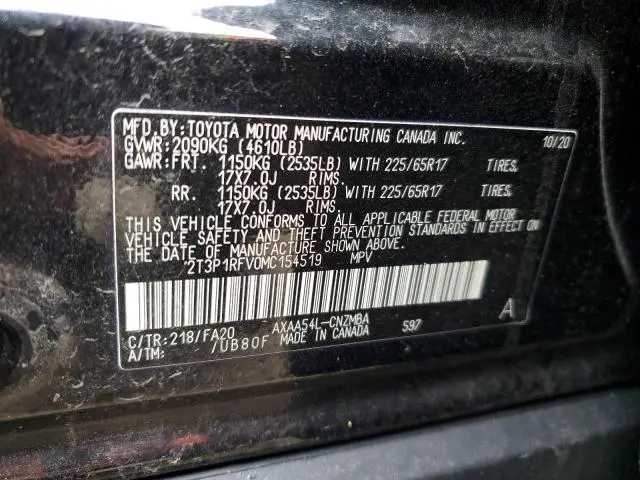 MFD.BY:TOYOTA MOTOR MANUFACTURING CANADA INC. 10/20
GVWR:2090KG (4610LB)
GAWR:FRT. 1150KG (2535LB) WITH 225/65R17 TIRES,
17X7.0J RIMS,
RR. 1150KG (2535LB) WITH 225/65R17 TIRES,
17X7.0J RIMS,
THIS VEHICLE CONFORMS TO ALL APPLICABLE FEDERAL MOTOR
VEHICLE SAFETY AND THEFT PREVENTION STANDARDS IN EFFECT ON
THE DATE OF MANUFACTURE SHOWN ABOVE.
2T3P1RFV0MC154519 MPV
C/TR:218/FA20 AXAA54L-CNZMBA 597 A
A/TM: /UB80F MADE IN CANADA